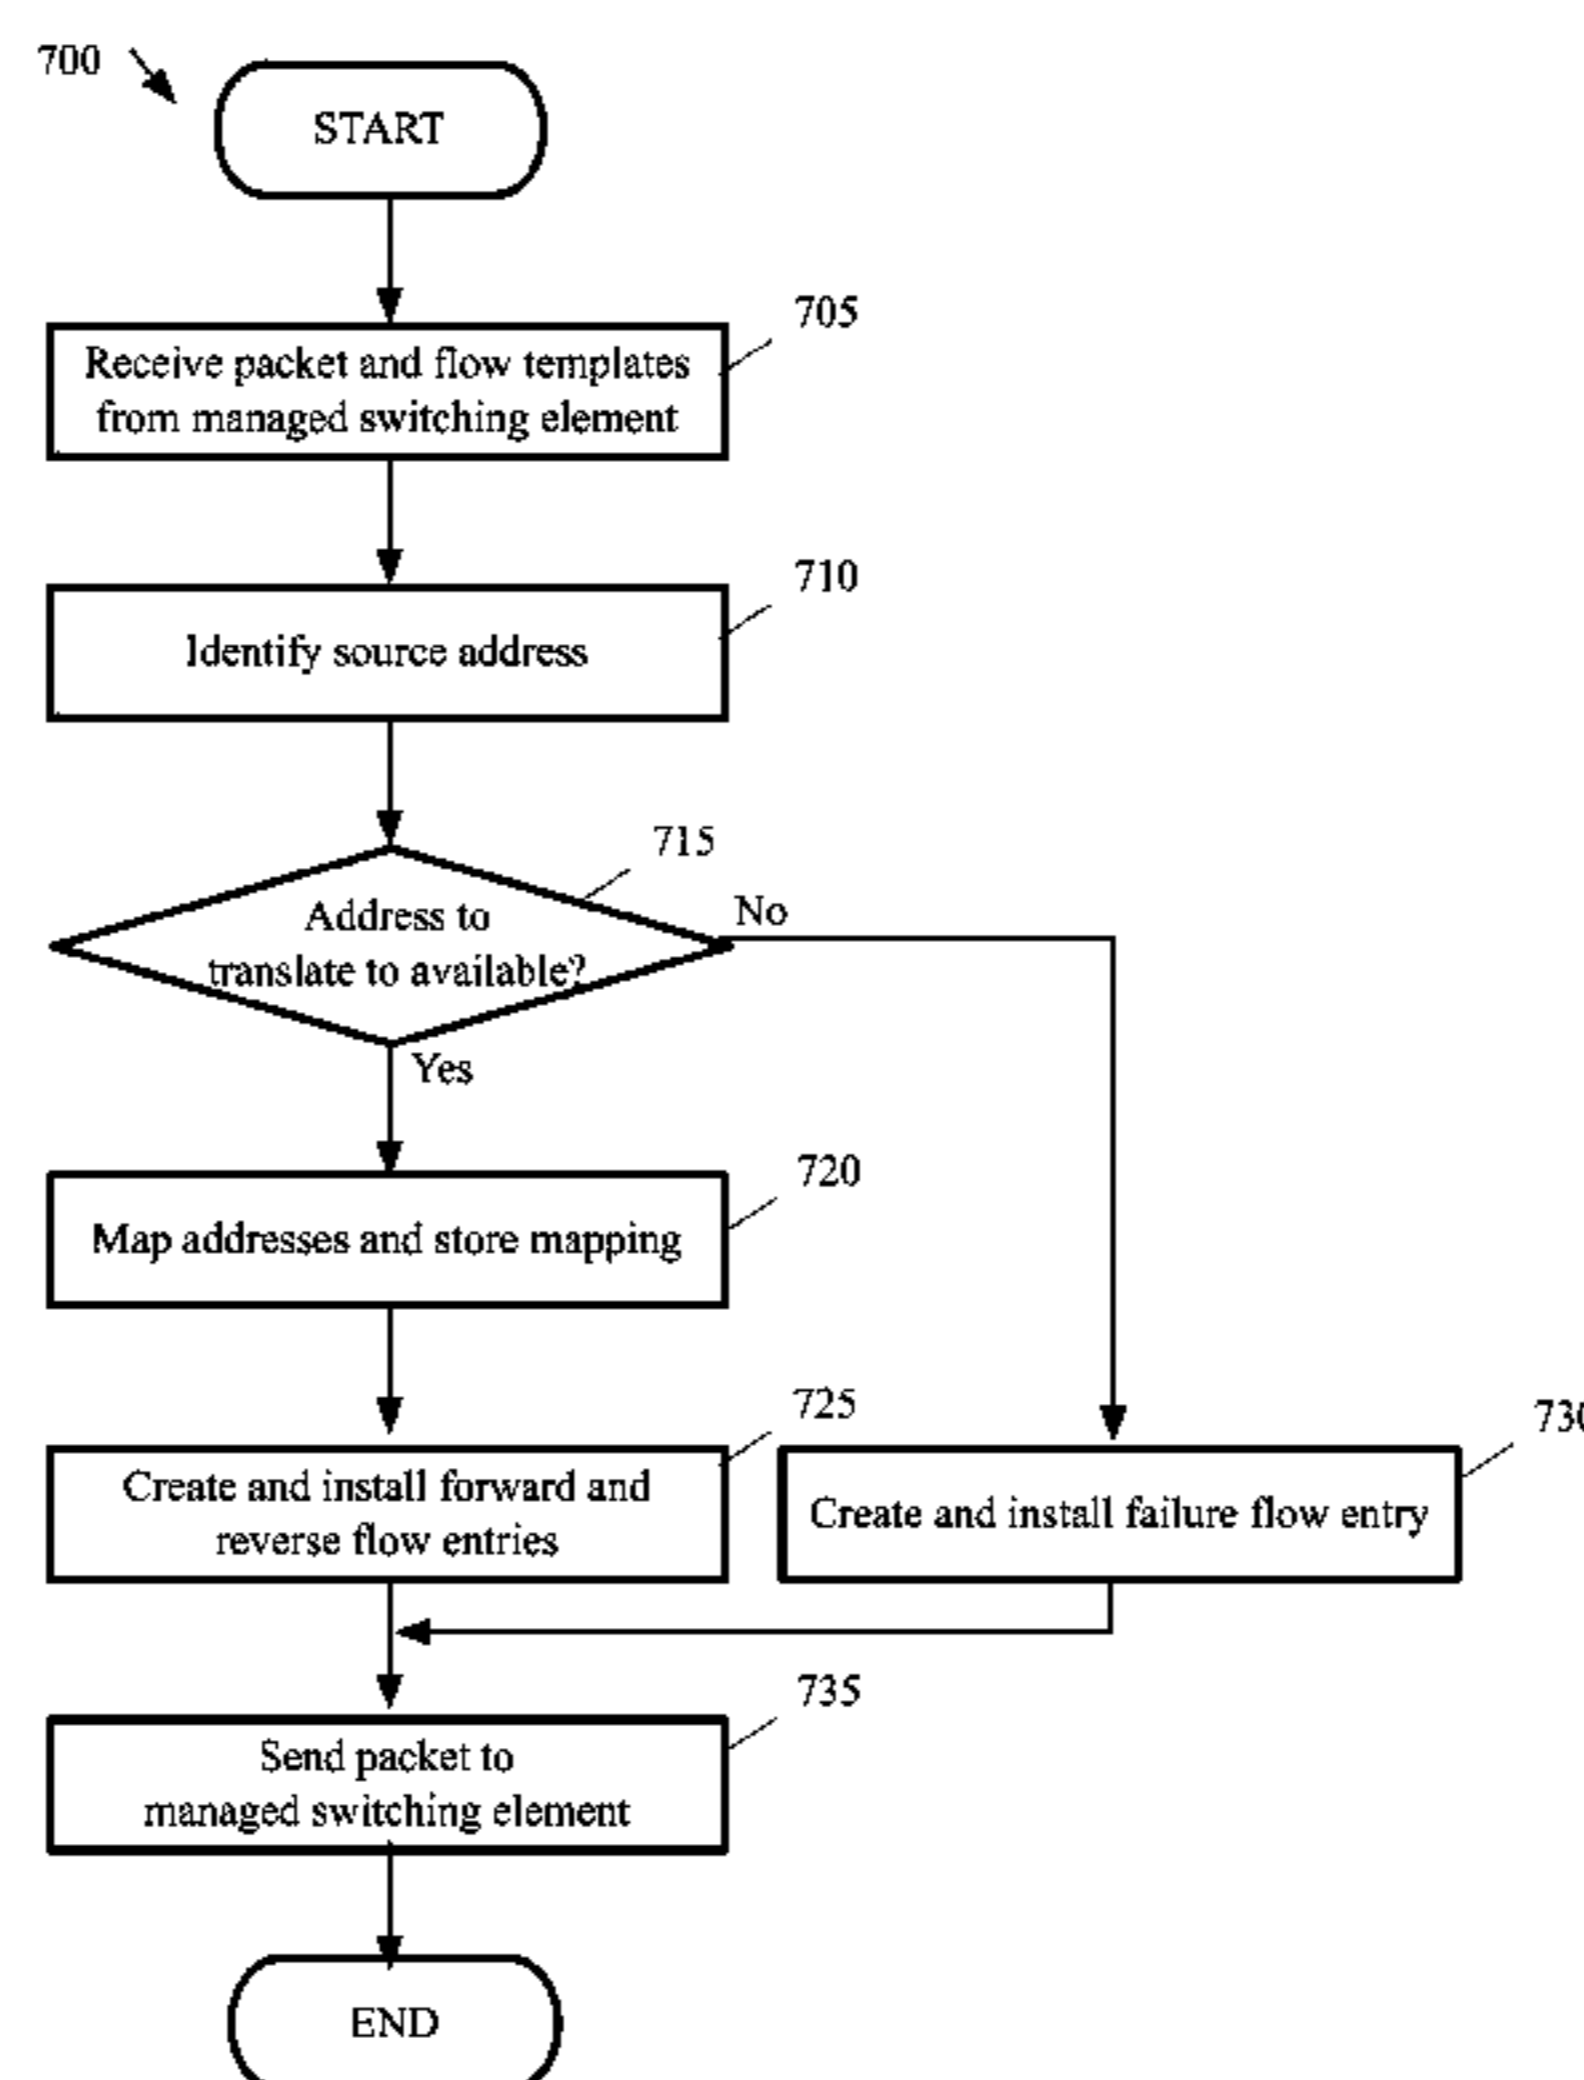 700
START
705
Receive packet and flow templates
from managed switching element
710
Identify source address
715
Address to
translate to available?
No
Yes
720
Map addresses and store mapping
725
Create and install forward and
reverse flow entries
730
Create and install failure flow entry
735
Send packet to
managed switching element
END